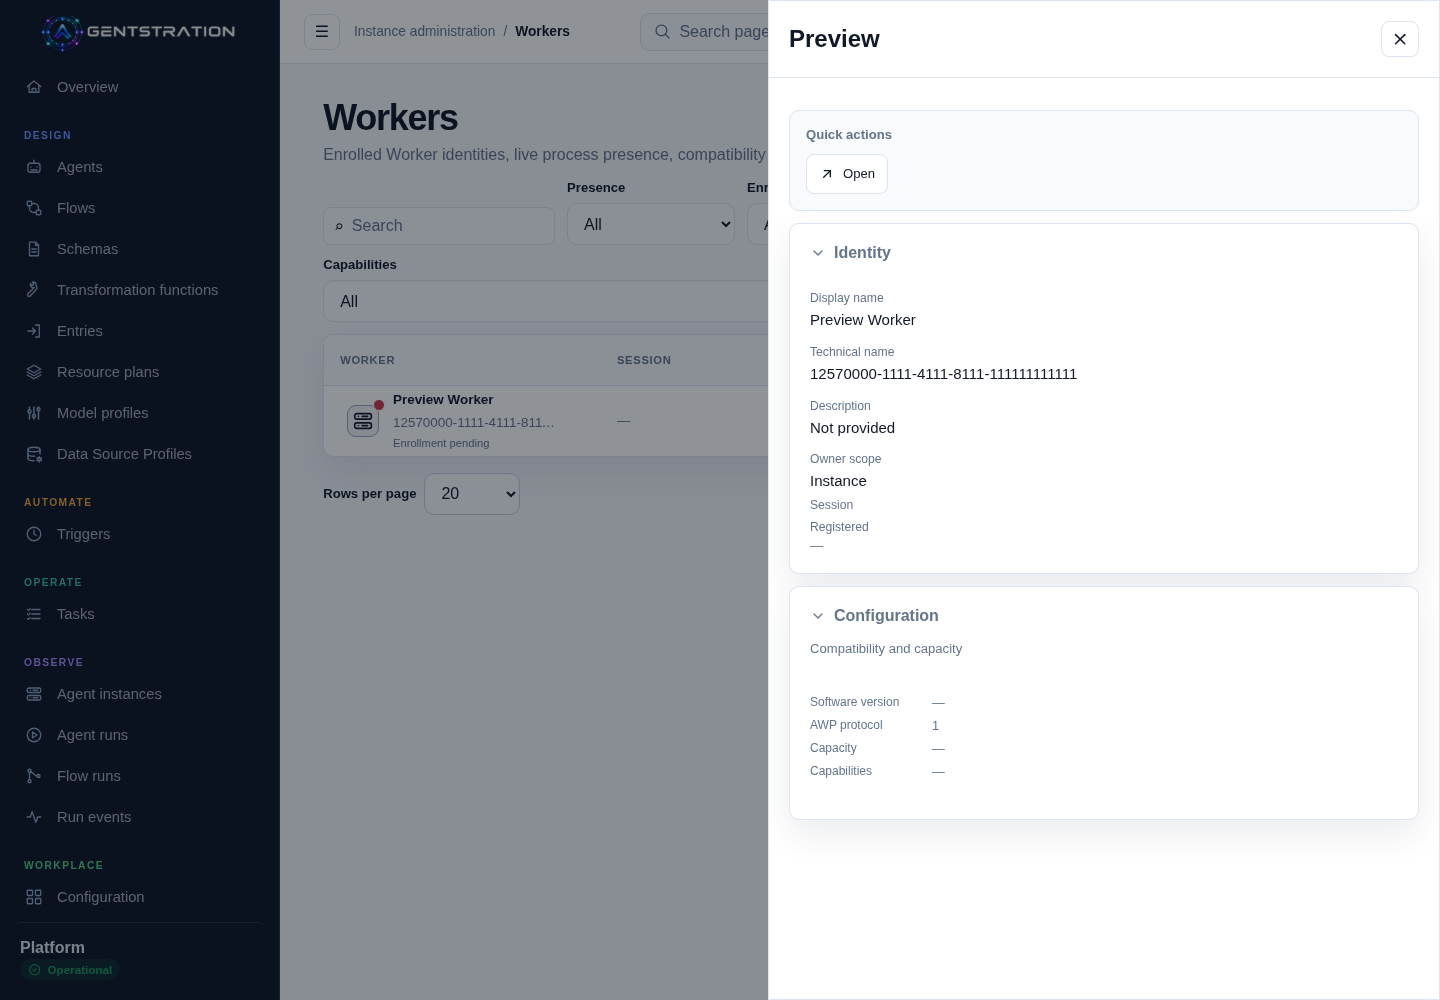 GENTSTRATION
Overview
DESIGN
Agents
Flows
Schemas
Transformation functions
Entries
Resource plans
Model profiles
Data Source Profiles
AUTOMATE
Triggers
OPERATE
Tasks
OBSERVE
Agent instances
Agent runs
Flow runs
Run events
WORKPLACE
Configuration
Platform
Operational
Instance administration / Workers
Search page
Workers
Enrolled Worker identities, live process presence, compatibility
Presence
Search
All
Capabilities
All
WORKER SESSION
Preview Worker
12570000-1111-4111-811…
—
Enrollment pending
Rows per page 20
Preview
Quick actions
Open
Identity
Display name
Preview Worker
Technical name
12570000-1111-4111-8111-111111111111
Description
Not provided
Owner scope
Instance
Session
Registered
—
Configuration
Compatibility and capacity
Software version —
AWP protocol 1
Capacity —
Capabilities —